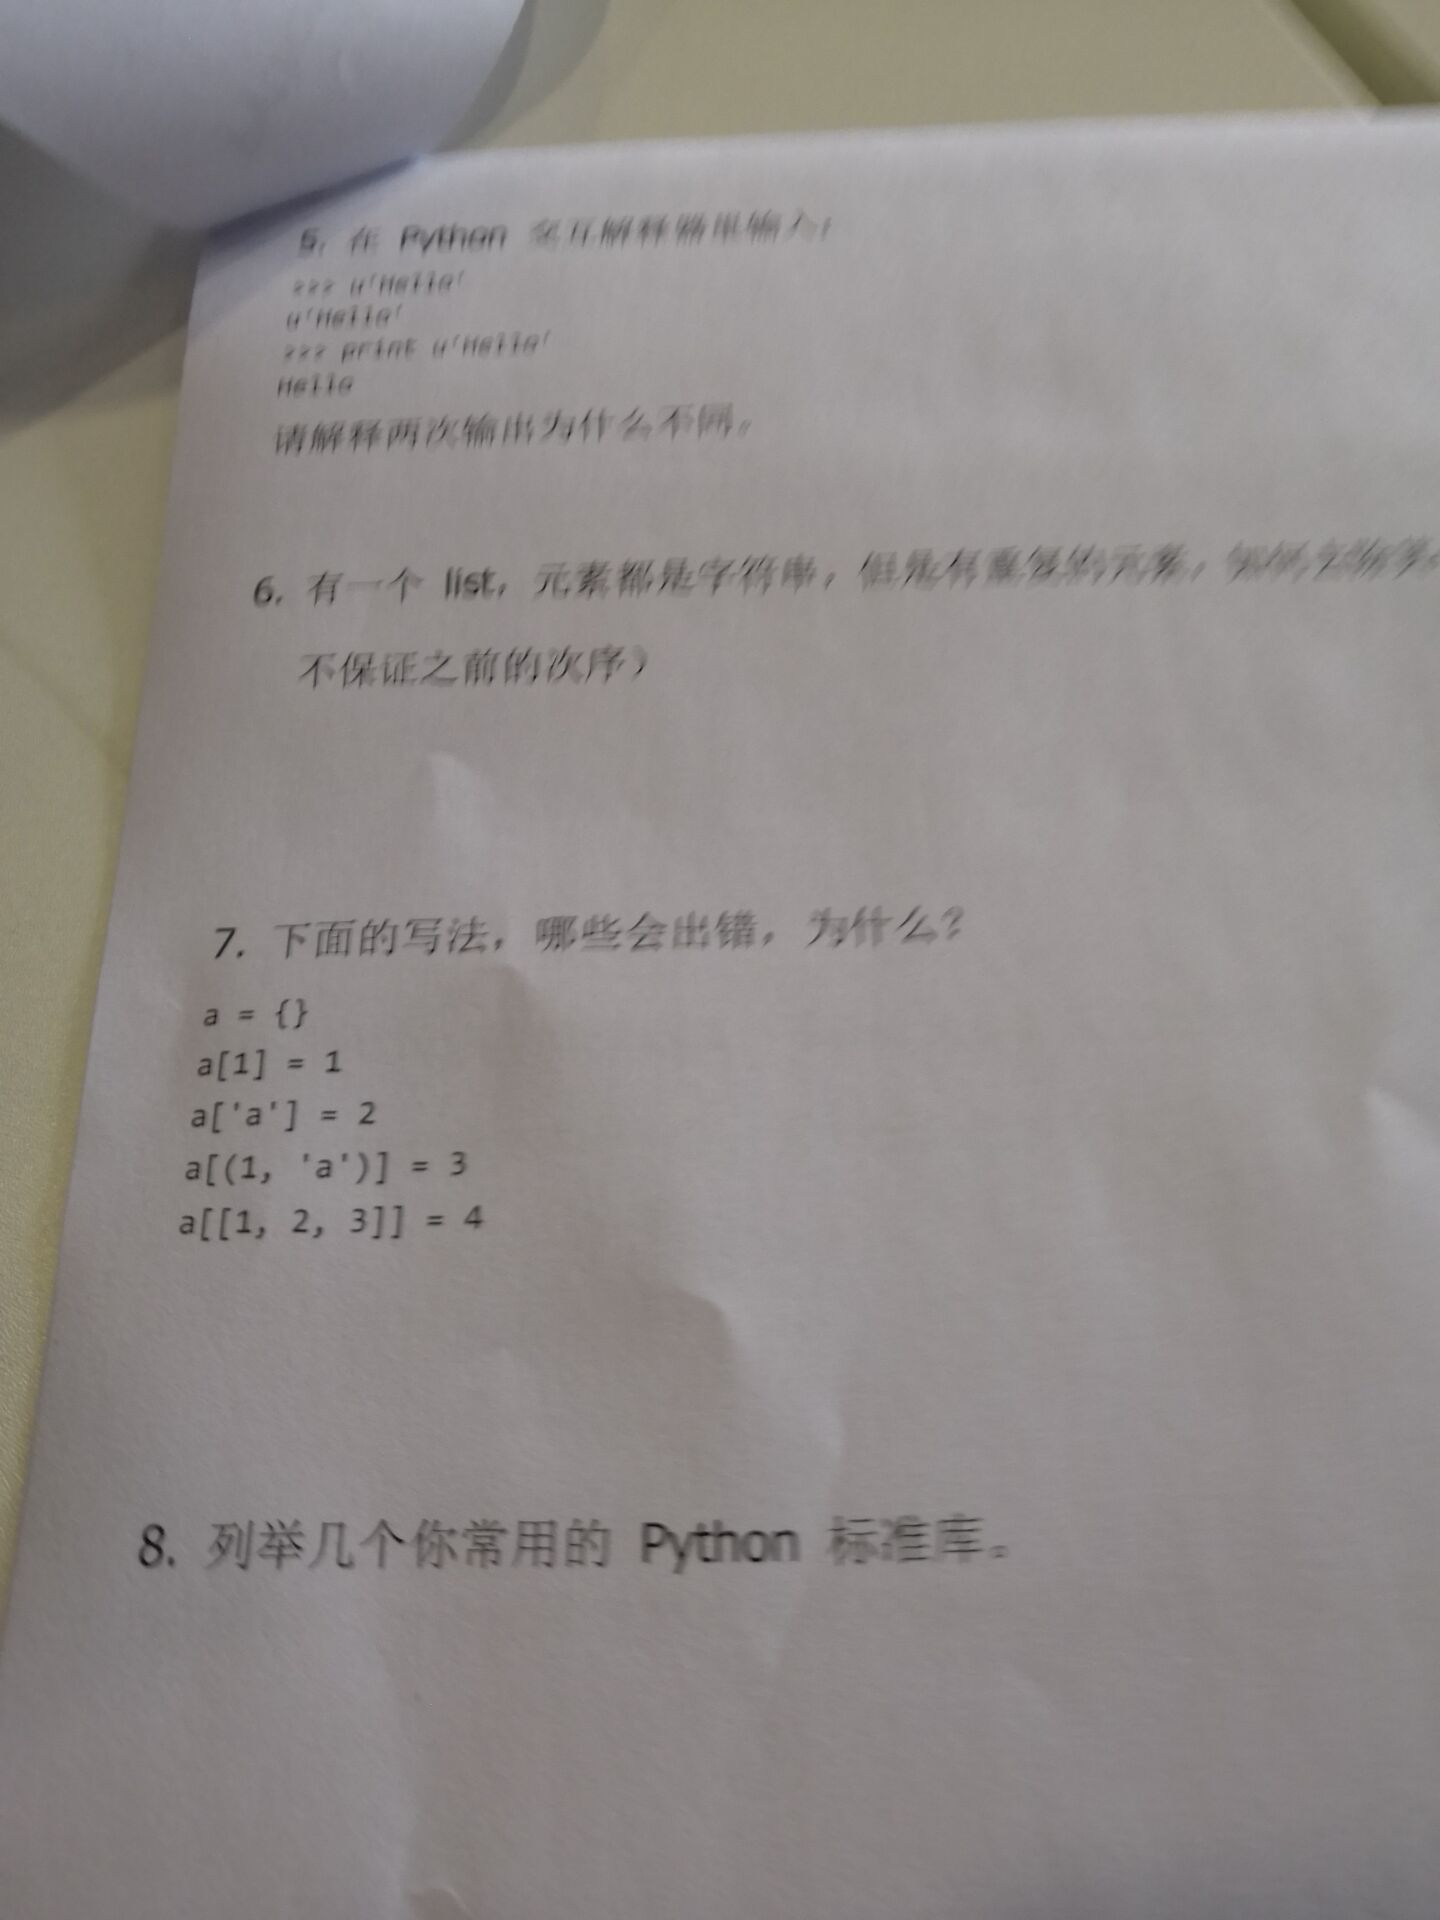 5. 在 Python 交互解释器里输入：
>>> u'Hello'
u'Hello'
>>> print u'Hello'
Hello
请解释两次输出为什么不同。
6. 有一个 list，元素都是字符串，但是有重复的元素，
不保证之前的次序）
7. 下面的写法，哪些会出错，为什么？
a = {}
a[1] = 1
a['a'] = 2
a[(1, 'a')] = 3
a[[1, 2, 3]] = 4
8. 列举几个你常用的 Python 标准库。